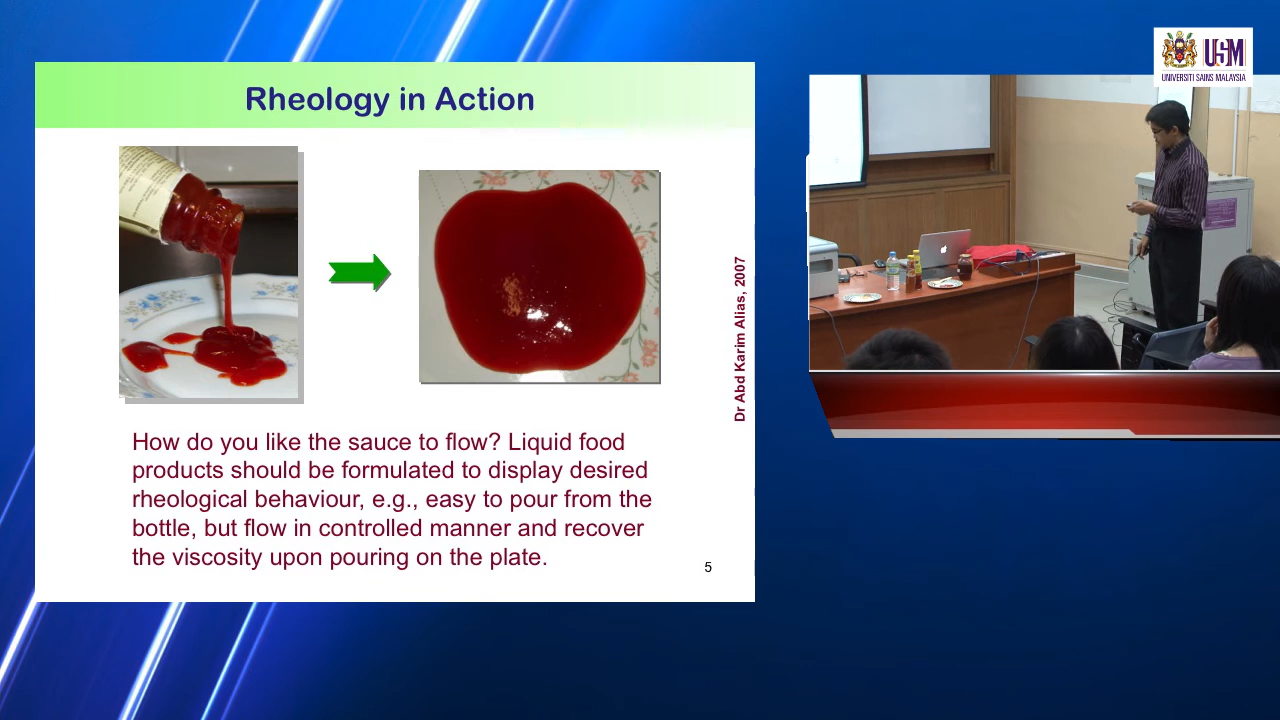 Rheology in Action
Dr Abd Karim Alias, 2007
How do you like the sauce to flow? Liquid food
products should be formulated to display desired
rheological behaviour, e.g., easy to pour from the
bottle, but flow in controlled manner and recover
the viscosity upon pouring on the plate.
5
USM
UNIVERSITI SAINS MALAYSIA